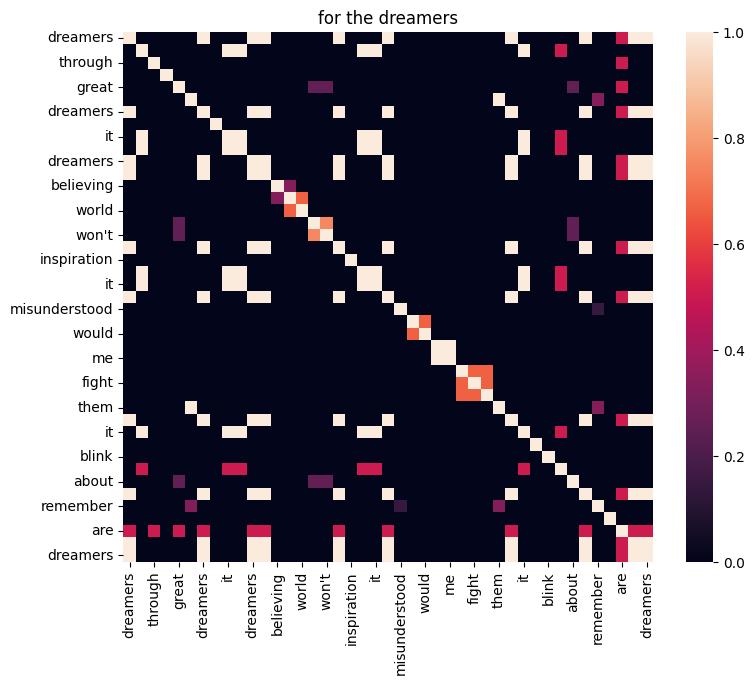 for the dreamers
dreamers
through
great
dreamers
it
dreamers
believing
world
won't
inspiration
it
misunderstood
would
me
fight
them
it
blink
about
remember
are
dreamers
1.0
0.8
0.6
0.4
0.2
0.0
dreamers
through
great
dreamers
it
dreamers
believing
world
won't
inspiration
it
misunderstood
would
me
fight
them
it
blink
about
remember
are
dreamers